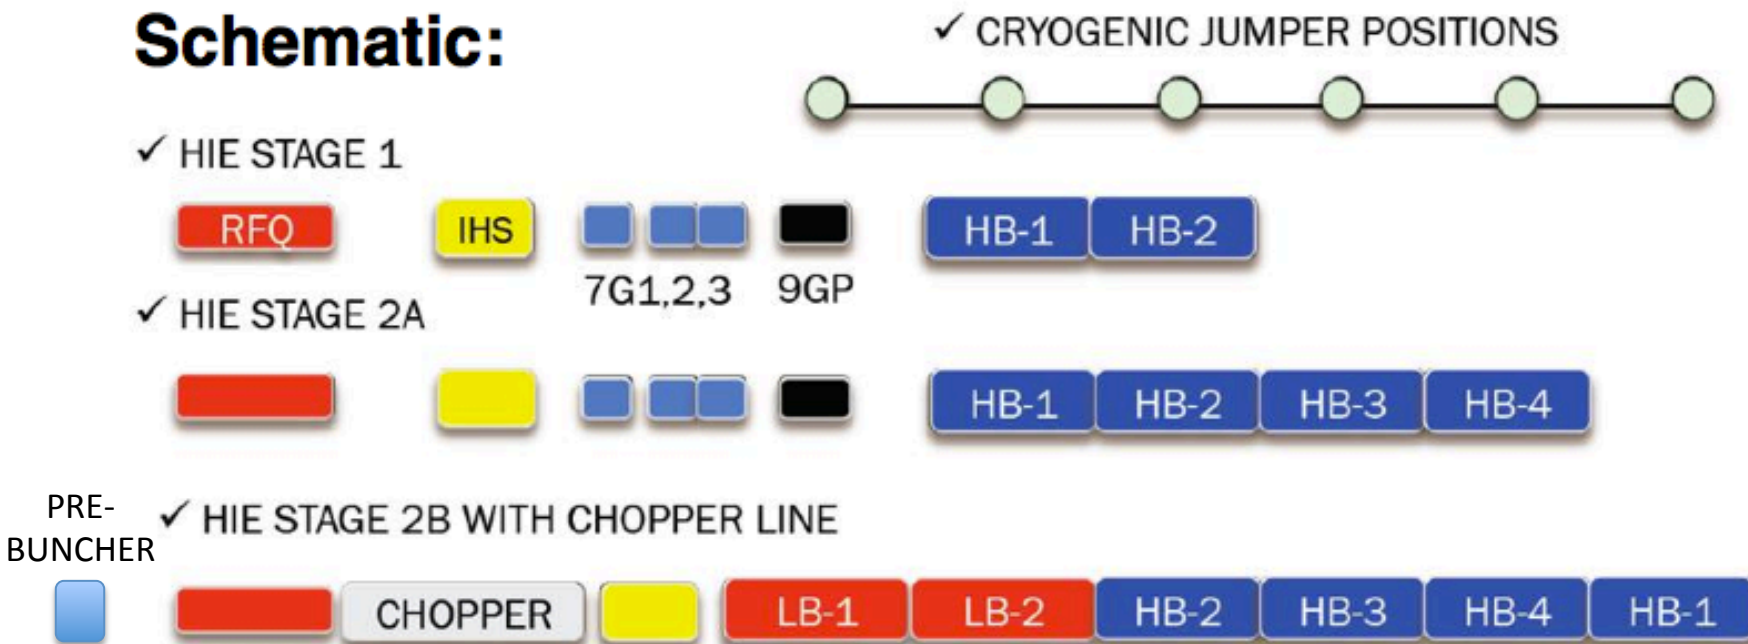 Schematic:
✓ CRYOGENIC JUMPER POSITIONS
✓ HIE STAGE 1
RFQ IHS HB-1 HB-2
7G1,2,3 9GP
✓ HIE STAGE 2A
HB-1 HB-2 HB-3 HB-4
PRE-
BUNCHER
✓ HIE STAGE 2B WITH CHOPPER LINE
CHOPPER LB-1 LB-2 HB-2 HB-3 HB-4 HB-1